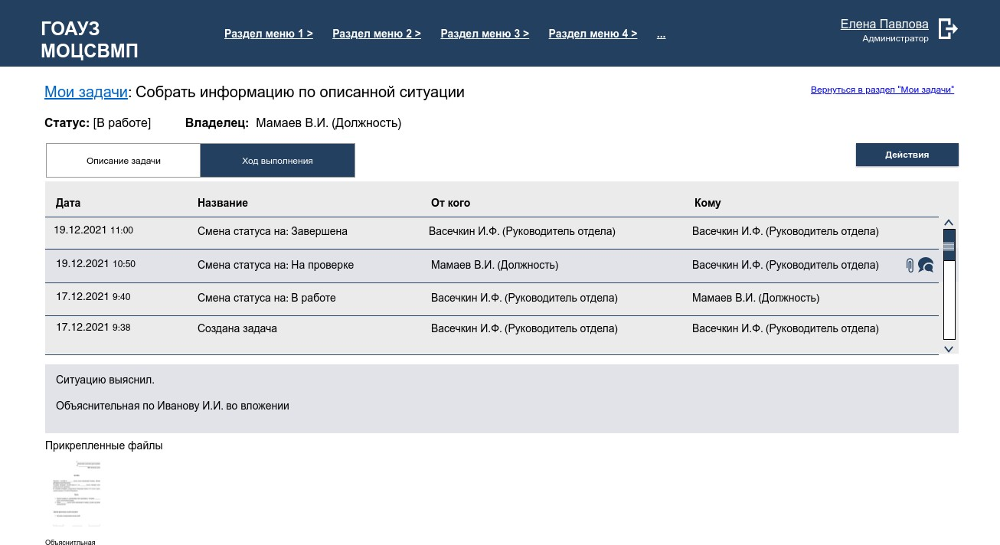 ГОАУЗ
МОЦСВМП
Раздел меню 1 > Раздел меню 2 > Раздел меню 3 > Раздел меню 4 > ...
Елена Павлова
Администратор
Мои задачи: Собрать информацию по описанной ситуации
Вернуться в раздел "Мои задачи"
Статус: [В работе] Владелец: Мамаев В.И. (Должность)
Описание задачи Ход выполнения Действия
Дата Название От кого Кому
19.12.2021 11:00 Смена статуса на: Завершена Васечкин И.Ф. (Руководитель отдела) Васечкин И.Ф. (Руководитель отдела)
19.12.2021 10:50 Смена статуса на: На проверке Мамаев В.И. (Должность) Васечкин И.Ф. (Руководитель отдела)
17.12.2021 9:40 Смена статуса на: В работе Васечкин И.Ф. (Руководитель отдела) Мамаев В.И. (Должность)
17.12.2021 9:38 Создана задача Васечкин И.Ф. (Руководитель отдела) Васечкин И.Ф. (Руководитель отдела)
Ситуацию выяснил.
Объяснительная по Иванову И.И. во вложении
Прикрепленные файлы
Объяснитльная